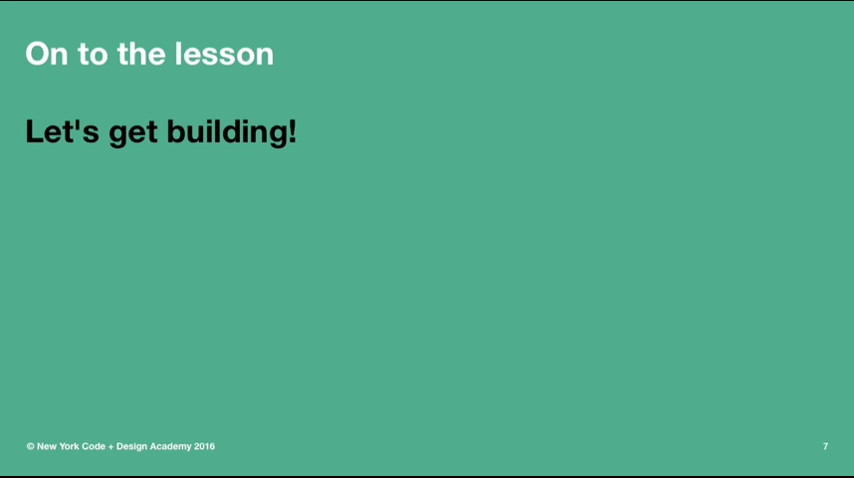 On to the lesson
Let's get building!
© New York Code + Design Academy 2016
7